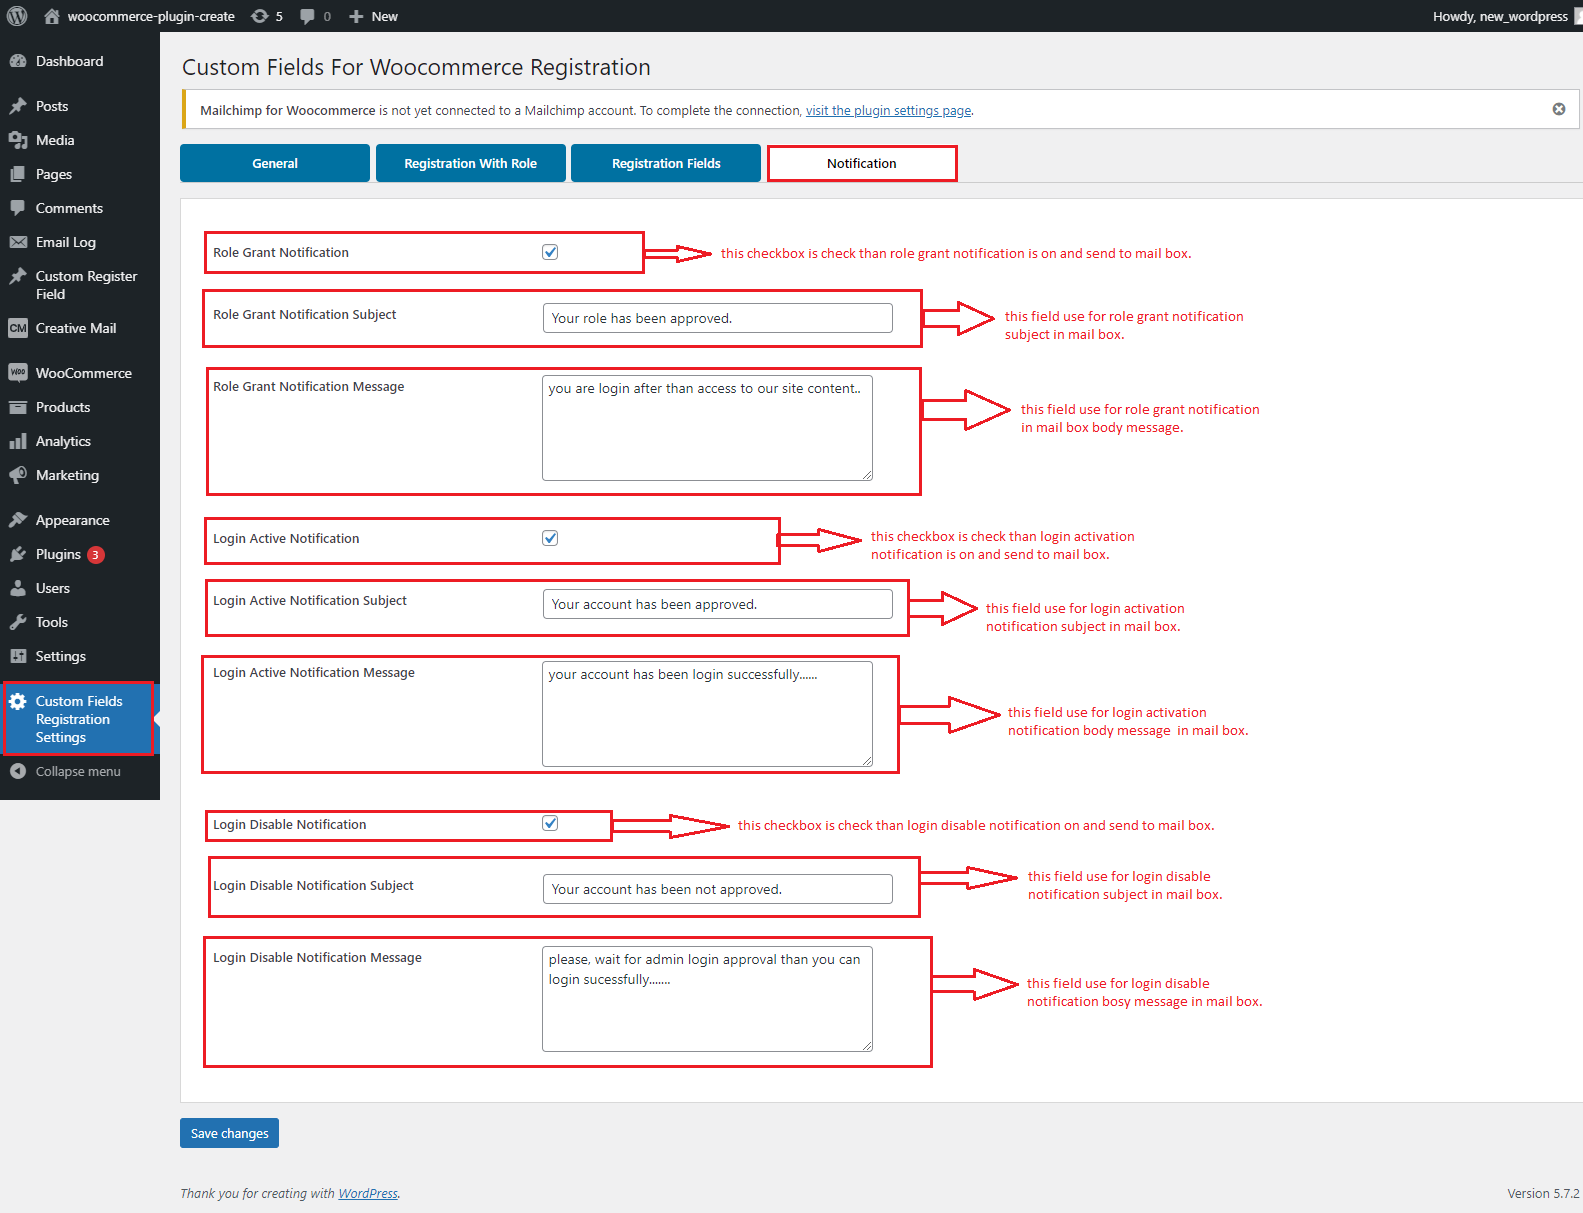 woocommerce-plugin-create 5 0 New Howdy, new_wordpress
Dashboard
Posts
Media
Pages
Comments
Email Log
Custom Register
Field
CM Creative Mail
Woo WooCommerce
Products
Analytics
Marketing
Appearance
Plugins 3
Users
Tools
Settings
Custom Fields
Registration
Settings
Collapse menu
Custom Fields For Woocommerce Registration
Mailchimp for Woocommerce is not yet connected to a Mailchimp account. To complete the connection, visit the plugin settings page.
General Registration With Role Registration Fields Notification
Role Grant Notification
this checkbox is check than role grant notification is on and send to mail box.
Role Grant Notification Subject
Your role has been approved.
this field use for role grant notification
subject in mail box.
Role Grant Notification Message
you are login after than access to our site content..
this field use for role grant notification
in mail box body message.
Login Active Notification
this checkbox is check than login activation
notification is on and send to mail box.
Login Active Notification Subject
Your account has been approved.
this field use for login activation
notification subject in mail box.
Login Active Notification Message
your account has been login successfully......
this field use for login activation
notification body message  in mail box.
Login Disable Notification
this checkbox is check than login disable notification on and send to mail box.
Login Disable Notification Subject
Your account has been not approved.
this field use for login disable
notification subject in mail box.
Login Disable Notification Message
please, wait for admin login approval than you can
login sucessfully.......
this field use for login disable
notification bosy message in mail box.
Save changes
Thank you for creating with WordPress.
Version 5.7.2